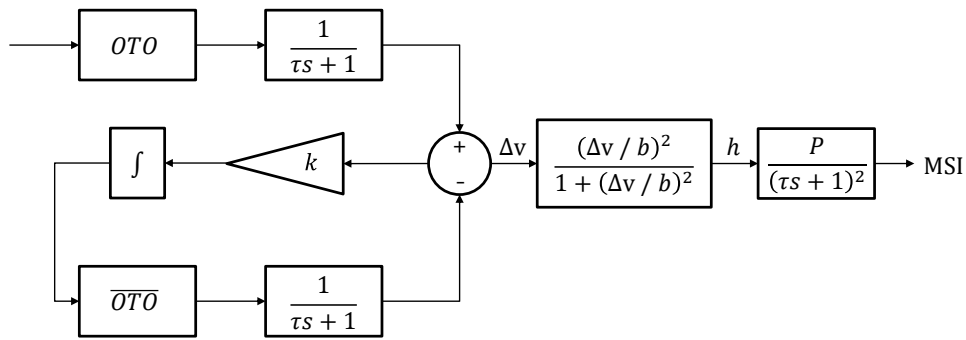 OTO
1
τs + 1
+
-
Δv
(Δv / b)²
1 + (Δv / b)²
h
P
(τs + 1)²
MSI
∫
k
O̅T̅O̅
1
τs + 1